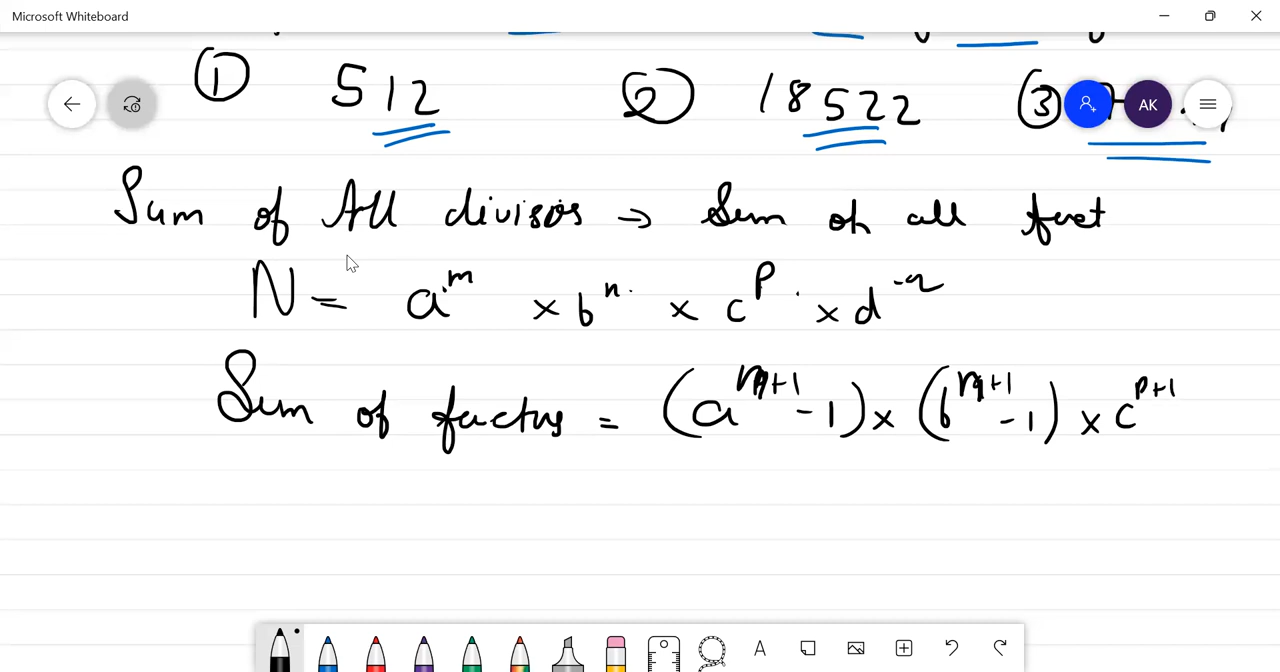 Microsoft Whiteboard
① 512 ② 18522 ③
AK
Sum of All divisors → Sum of all fact
N = a^m × b^n × c^p × d^q
Sum of factors = (a^m+1 - 1) × (b^n+1 - 1) × c^p+1
A